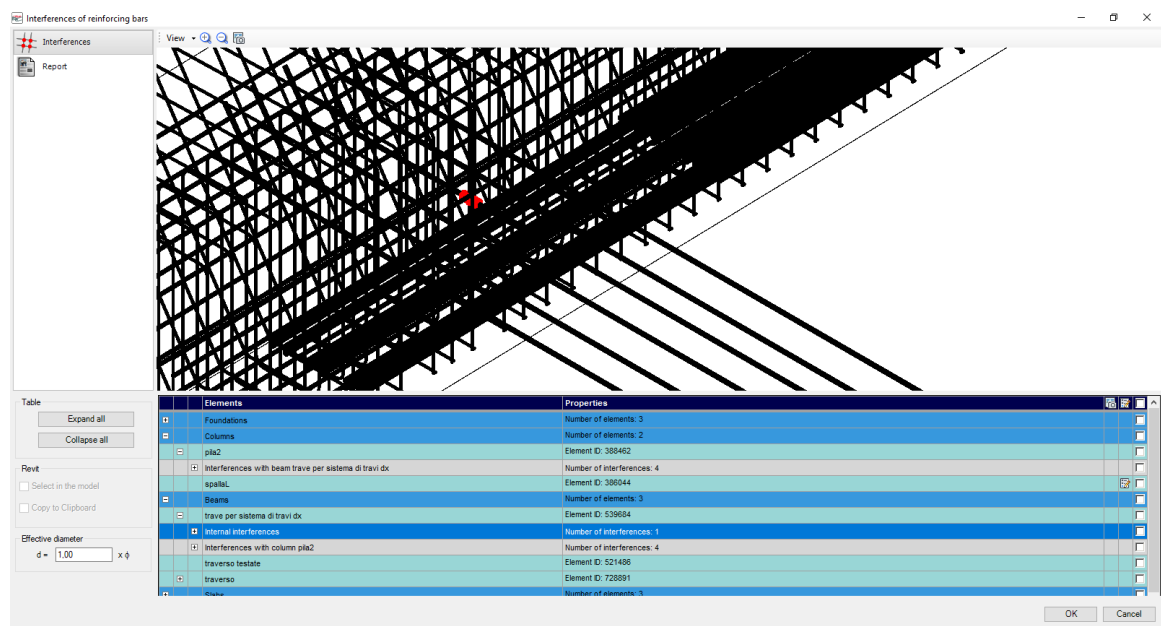 Interferences of reinforcing bars
Interferences
Report
View
Table
Expand all
Collapse all
Revit
Select in the model
Copy to Clipboard
Effective diameter
d = 1,00 x ϕ
Elements Properties
Foundations Number of elements: 3
Columns Number of elements: 2
pila2 Element ID: 388462
Interferences with beam trave per sistema di travi dx Number of interferences: 4
spallaL Element ID: 386044
Beams Number of elements: 3
trave per sistema di travi dx Element ID: 539684
Internal interferences Number of interferences: 1
Interferences with column pila2 Number of interferences: 4
traverso testate Element ID: 521486
traverso Element ID: 728891
Slabs Number of elements: 3
OK Cancel